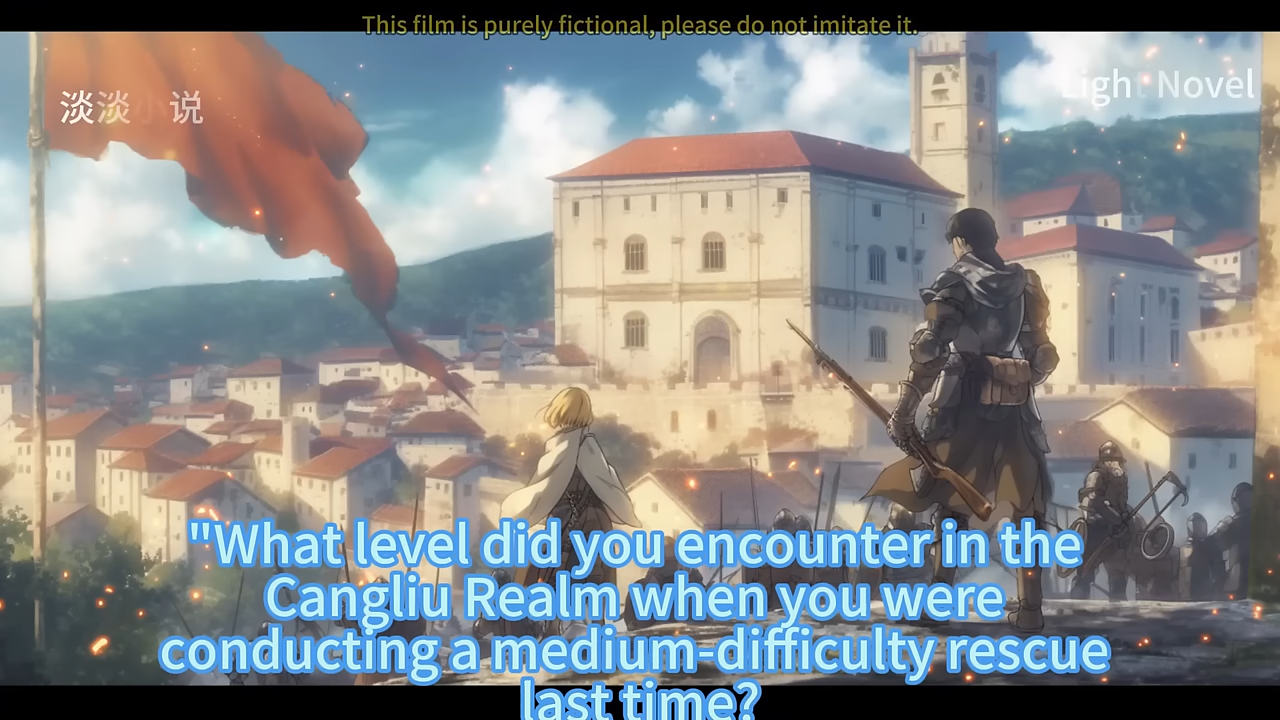 This film is purely fictional, please do not imitate it.
淡淡小说
Light Novel
"What level did you encounter in the
Cangliu Realm when you were
conducting a medium-difficulty rescue
last time?